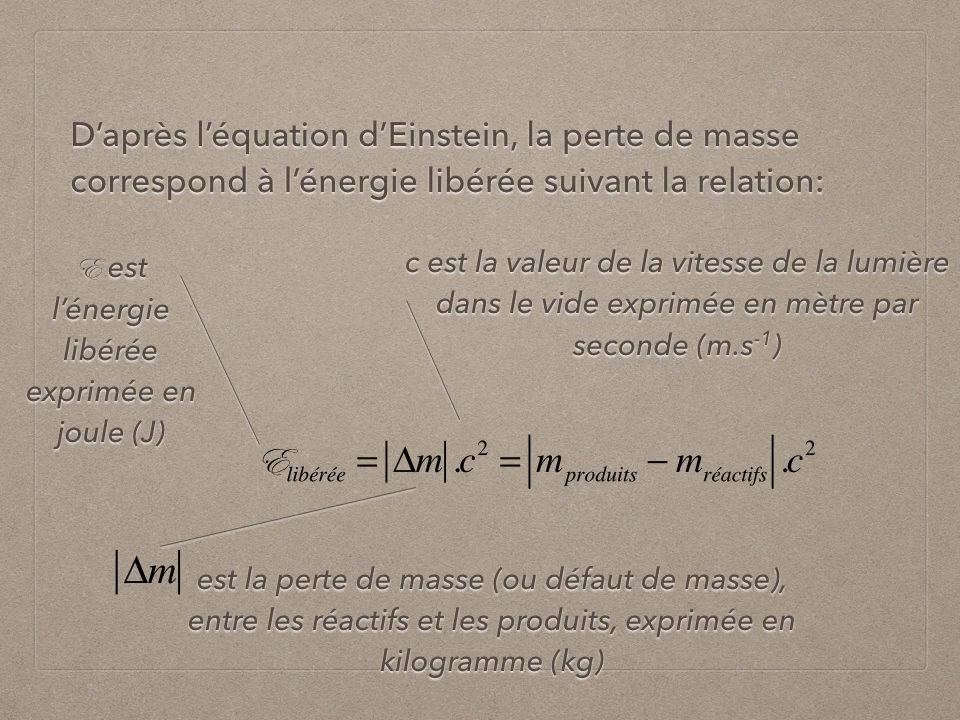 D’après l’équation d’Einstein, la perte de masse
correspond à l’énergie libérée suivant la relation:
ℰ est
l’énergie
libérée
exprimée en
joule (J)
c est la valeur de la vitesse de la lumière
dans le vide exprimée en mètre par
seconde (m.s⁻¹)
ℰ_libérée = |Δm| .c² = |m_produits − m_réactifs| .c²
|Δm| est la perte de masse (ou défaut de masse),
entre les réactifs et les produits, exprimée en
kilogramme (kg)